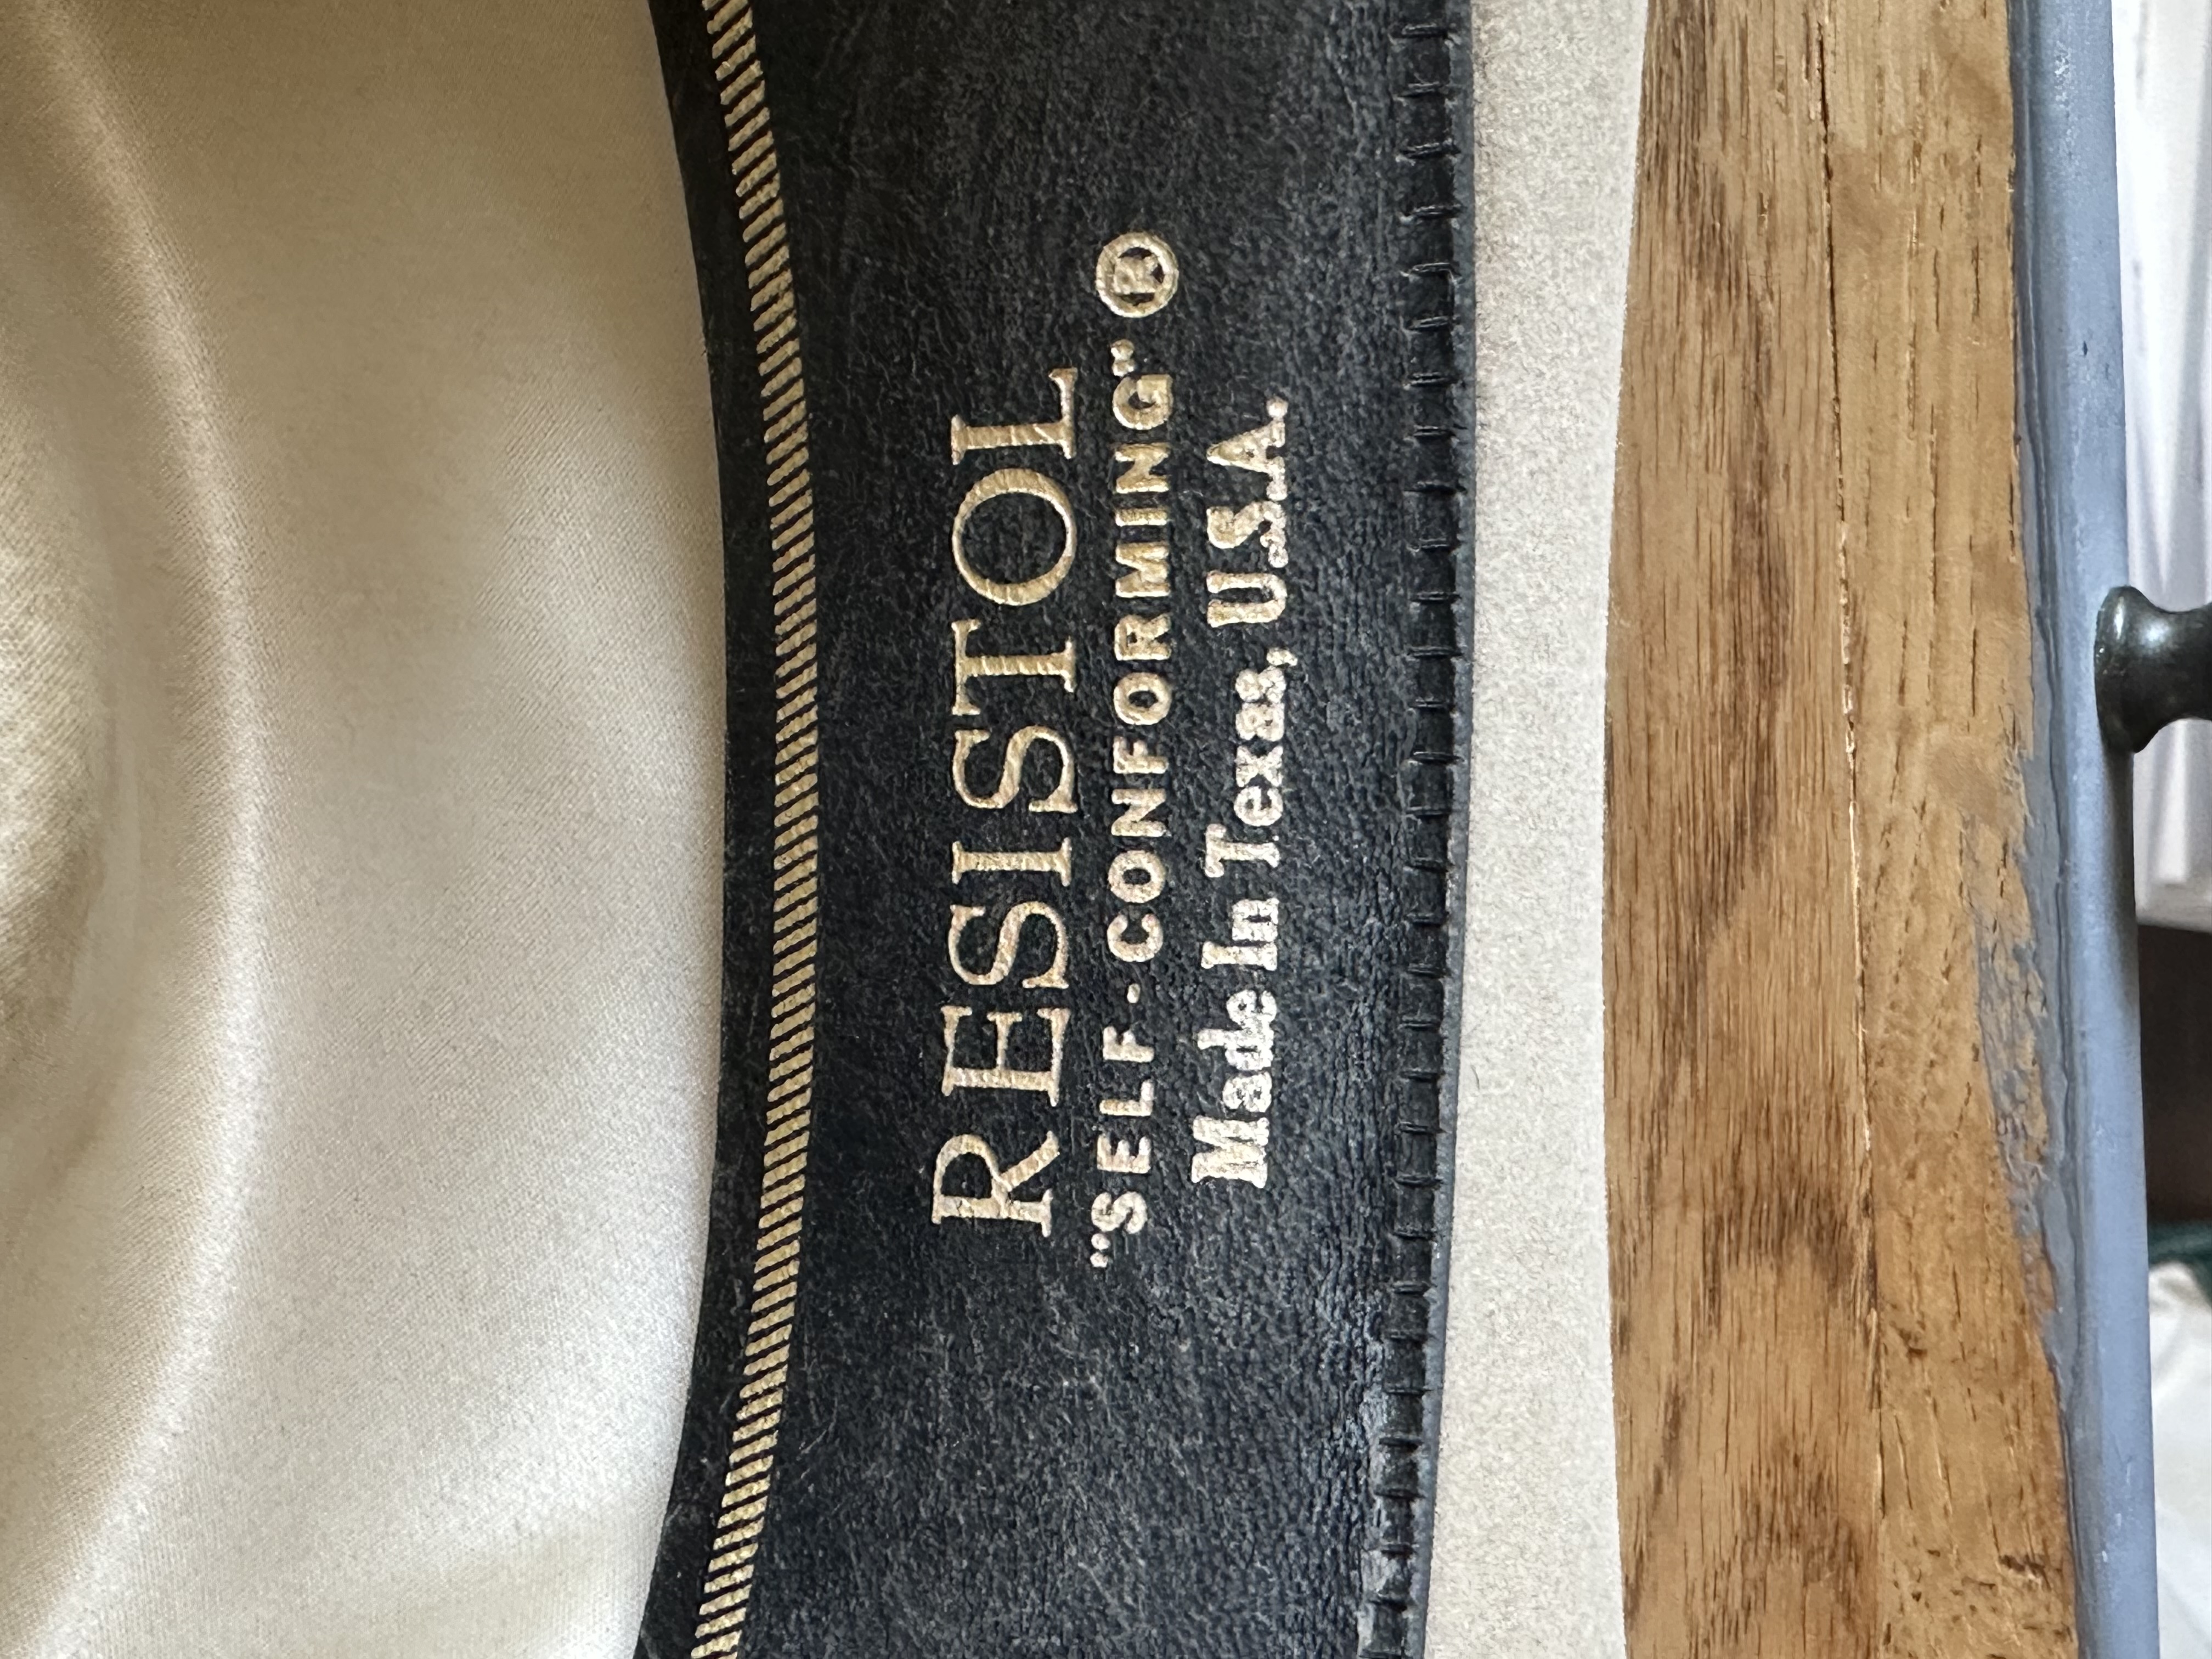 RESISTOL
"SELF-CONFORMING" ®
Made In Texas, U.S.A.